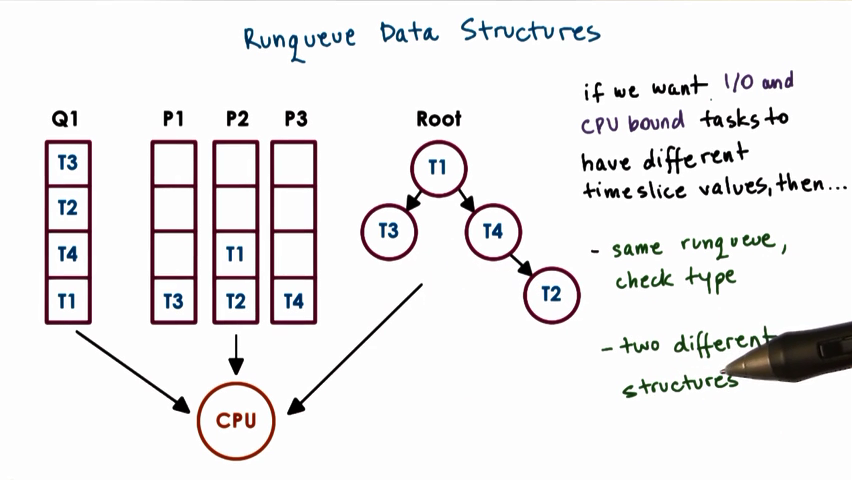 Runqueue Data Structures
Q1
T3
T2
T4
T1
P1
T3
P2
T1
T2
P3
T4
Root
T1
T3
T4
T2
CPU
if we want I/O and
CPU bound tasks to
have different
timeslice values, then...
- same runqueue,
check type
- two different
structures